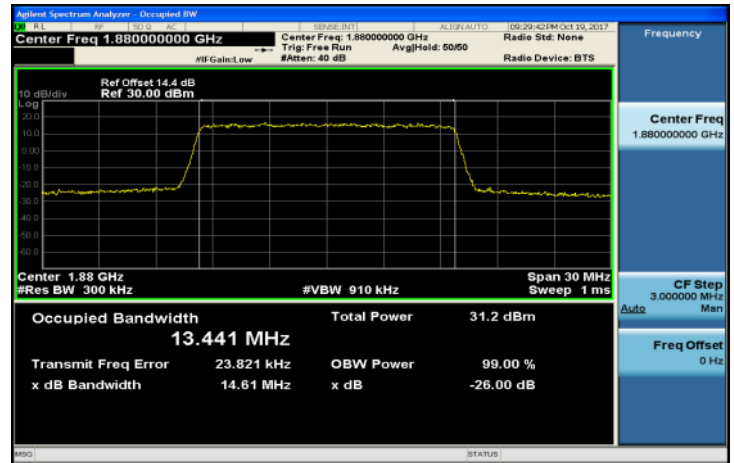 Agilent Spectrum Analyzer - Occupied BW
RL RF 50 Ω AC SENSE:INT ALIGN AUTO 09:29:42 PM Oct 19, 2017
Center Freq 1.880000000 GHz Center Freq: 1.880000000 GHz Radio Std: None Frequency
Trig: Free Run Avg|Hold: 50/50
#IFGain:Low #Atten: 40 dB Radio Device: BTS
Ref Offset 14.4 dB
10 dB/div Ref 30.00 dBm
Log
20.0
10.0
0.00
-10.0
-20.0
-30.0
-40.0
-50.0
-60.0
Center Freq
1.880000000 GHz
Center 1.88 GHz Span 30 MHz
#Res BW 300 kHz #VBW 910 kHz Sweep 1 ms
CF Step
3.000000 MHz
Auto Man
Occupied Bandwidth Total Power 31.2 dBm
13.441 MHz
Freq Offset
0 Hz
Transmit Freq Error 23.821 kHz OBW Power 99.00 %
x dB Bandwidth 14.61 MHz x dB -26.00 dB
MSG STATUS